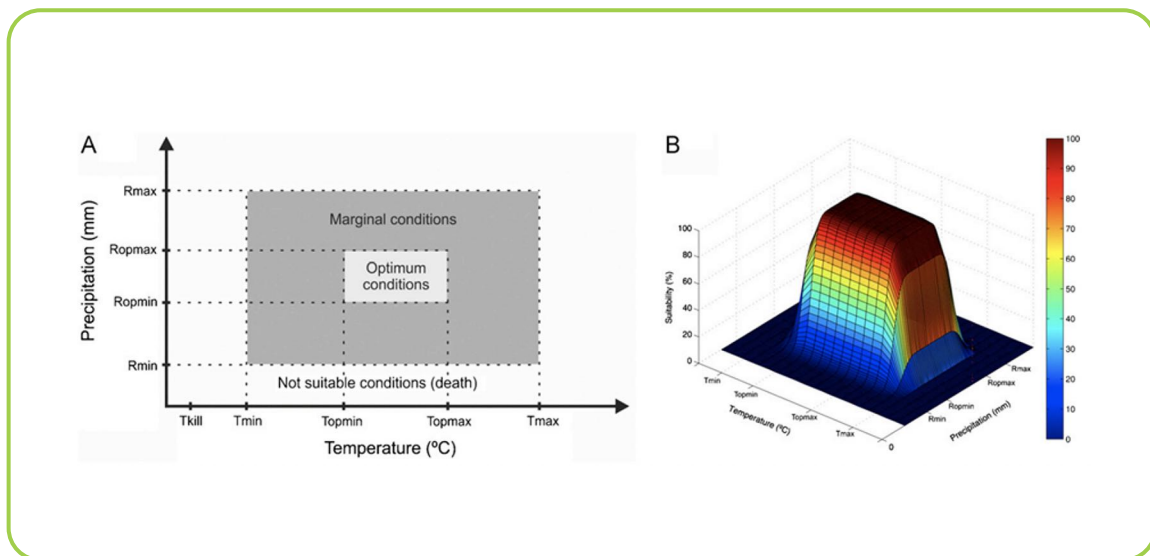 A
Precipitation (mm)
Rmax
Ropmax
Ropmin
Rmin
Marginal conditions
Optimum
conditions
Not suitable conditions (death)
Tkill
Tmin
Topmin
Topmax
Tmax
Temperature (ºC)
B
Suitability (%)
100
80
60
40
20
0
Tmin
Topmin
Topmax
Tmax
0
Temperature (ºC)
Rmin
Ropmin
Ropmax
Rmax
Precipitation (mm)
100
90
80
70
60
50
40
30
20
10
0